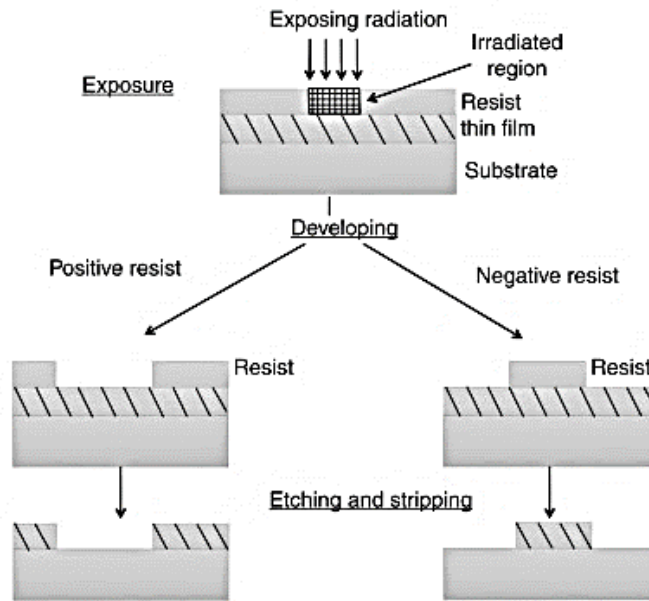 Exposing radiation
Irradiated
region
Exposure
Resist
thin film
Substrate
Developing
Positive resist
Negative resist
Resist
Resist
Etching and stripping